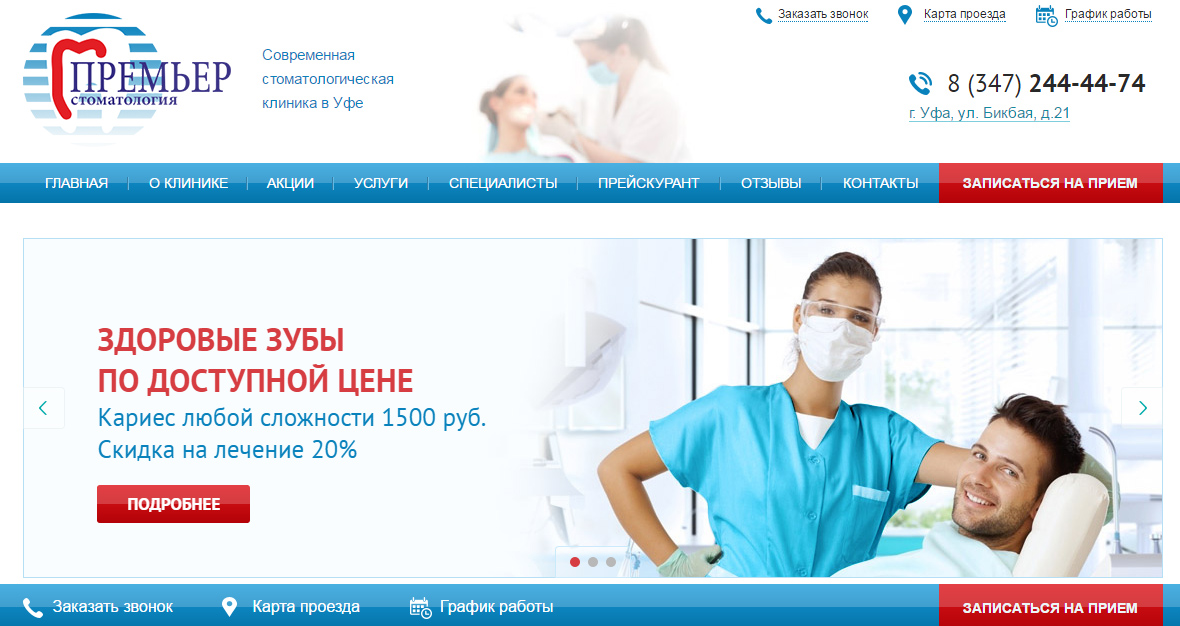 Заказать звонок
Карта проезда
График работы
ПРЕМЬЕР
стоматология
Современная
стоматологическая
клиника в Уфе
8 (347) 244-44-74
г. Уфа, ул. Бикбая, д.21
ГЛАВНАЯ
О КЛИНИКЕ
АКЦИИ
УСЛУГИ
СПЕЦИАЛИСТЫ
ПРЕЙСКУРАНТ
ОТЗЫВЫ
КОНТАКТЫ
ЗАПИСАТЬСЯ НА ПРИЕМ
ЗДОРОВЫЕ ЗУБЫ
ПО ДОСТУПНОЙ ЦЕНЕ
Кариес любой сложности 1500 руб.
Скидка на лечение 20%
ПОДРОБНЕЕ
Заказать звонок
Карта проезда
График работы
ЗАПИСАТЬСЯ НА ПРИЕМ